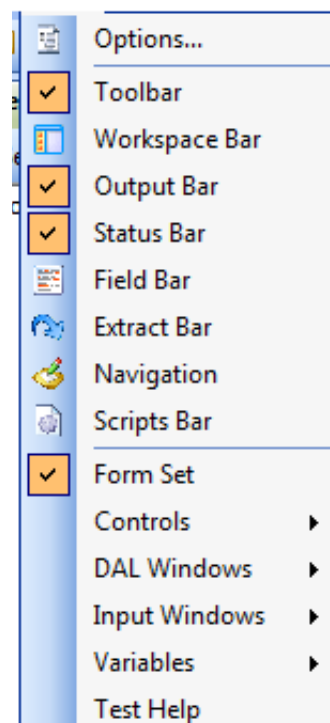 Options...
Toolbar
Workspace Bar
Output Bar
Status Bar
Field Bar
Extract Bar
Navigation
Scripts Bar
Form Set
Controls
DAL Windows
Input Windows
Variables
Test Help